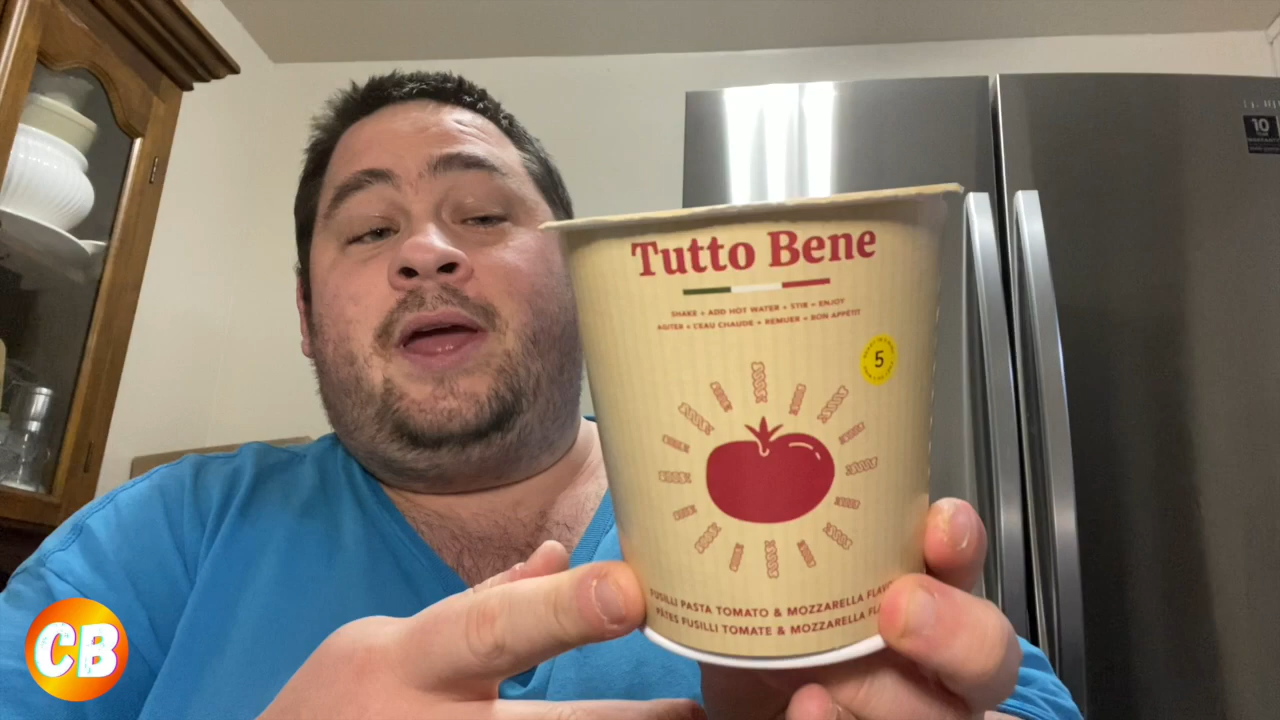 10
Tutto Bene
SHAKE + ADD HOT WATER + STIR = ENJOY
AGITER + L'EAU CHAUDE + REMUER = BON APPÉTIT
5
FUSILLI PASTA TOMATO & MOZZARELLA
PÂTES FUSILLI TOMATE & MOZZARELLA
CB